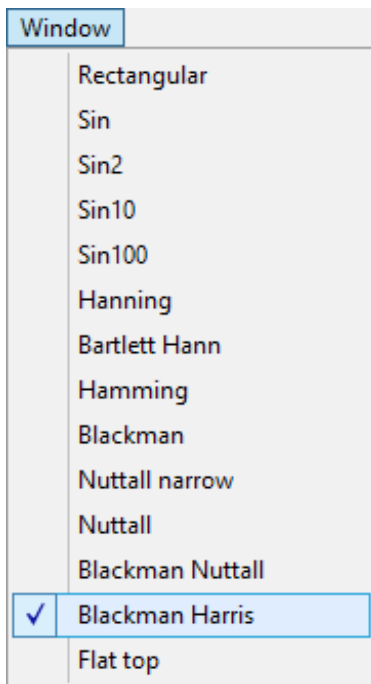 Window
Rectangular
Sin
Sin2
Sin10
Sin100
Hanning
Bartlett Hann
Hamming
Blackman
Nuttall narrow
Nuttall
Blackman Nuttall
Blackman Harris
Flat top